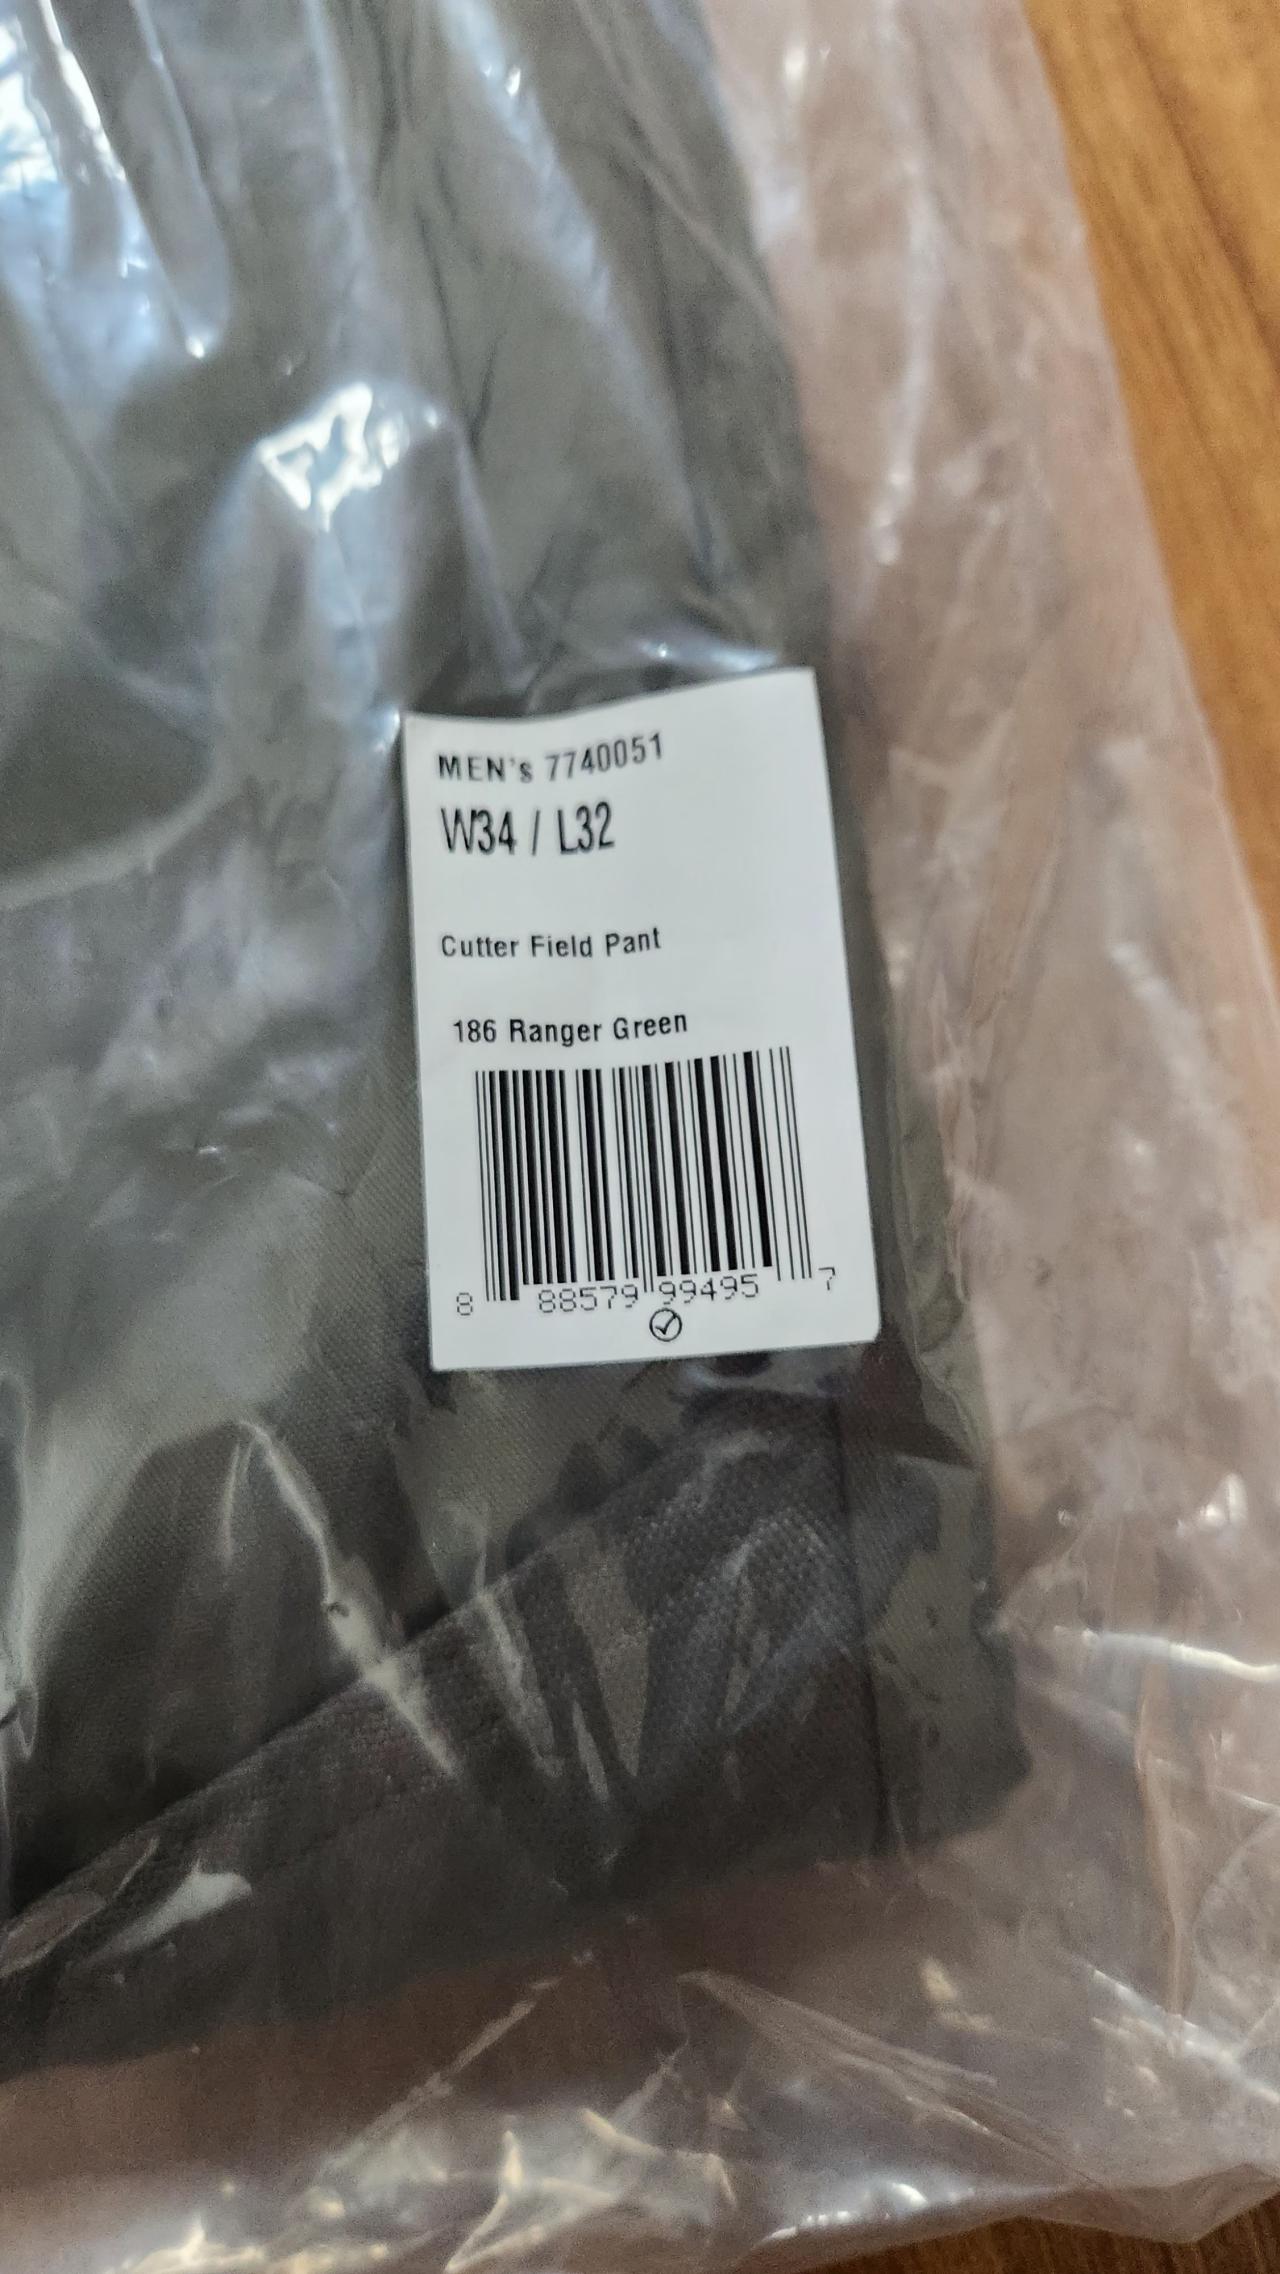 MEN's 7740051
W34 / L32
Cutter Field Pant
186 Ranger Green
8 88579 99495 7